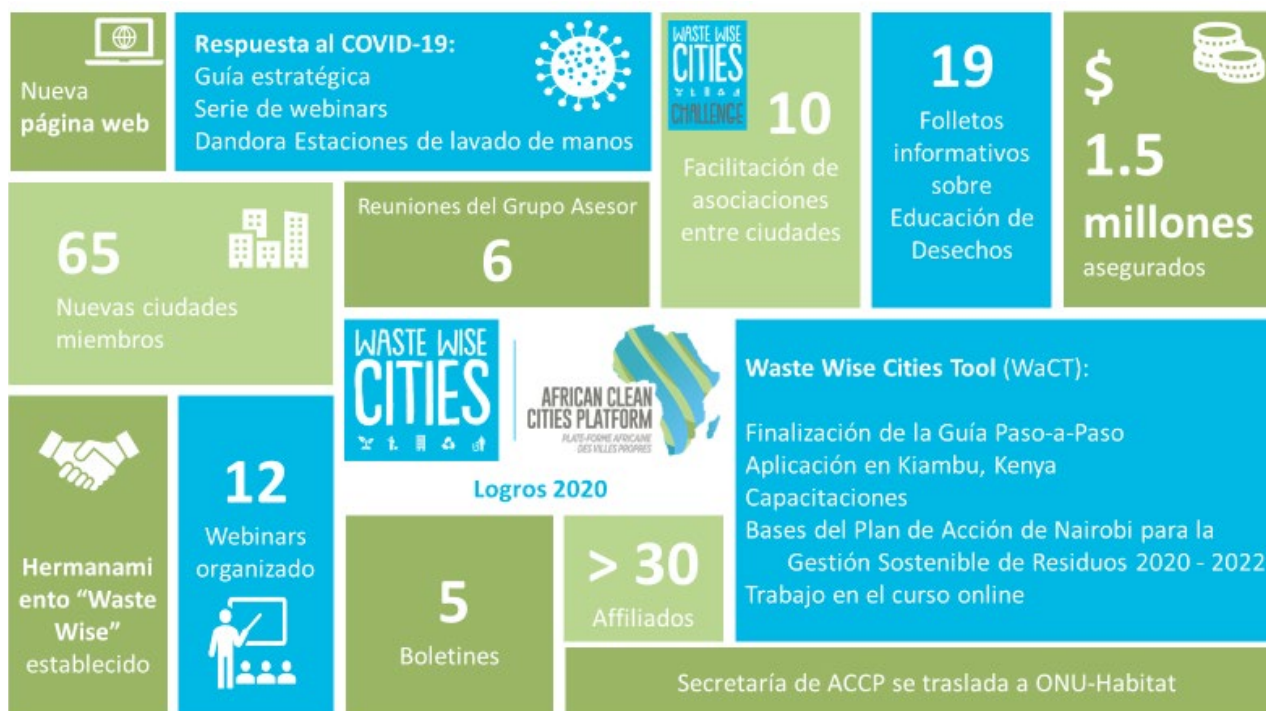 Nueva
página web
Respuesta al COVID-19:
Guía estratégica
Serie de webinars
Dandora Estaciones de lavado de manos
WASTE WISE
CITIES
CHALLENGE
10
Facilitación de
asociaciones
entre ciudades
19
Folletos
informativos
sobre
Educación de
Desechos
$
1.5
millones
asegurados
65
Nuevas ciudades
miembros
Reuniones del Grupo Asesor
6
WASTE WISE
CITIES
AFRICAN CLEAN
CITIES PLATFORM
PLATE-FORME AFRICAINE
DES VILLES PROPRES
Logros 2020
Waste Wise Cities Tool (WaCT):
Finalización de la Guía Paso-a-Paso
Aplicación en Kiambu, Kenya
Capacitaciones
Bases del Plan de Acción de Nairobi para la
Gestión Sostenible de Residuos 2020 - 2022
Trabajo en el curso online
Hermanami
ento “Waste
Wise”
establecido
12
Webinars
organizado
5
Boletines
> 30
Affiliados
Secretaría de ACCP se traslada a ONU-Habitat